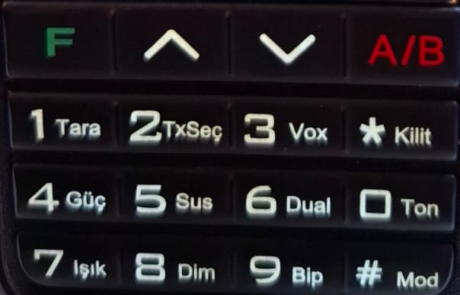 F A/B
1 Tara 2 TxSeç 3 Vox * Kilit
4 Güç 5 Sus 6 Dual 0 Ton
7 Işık 8 Dim 9 Bip # Mod